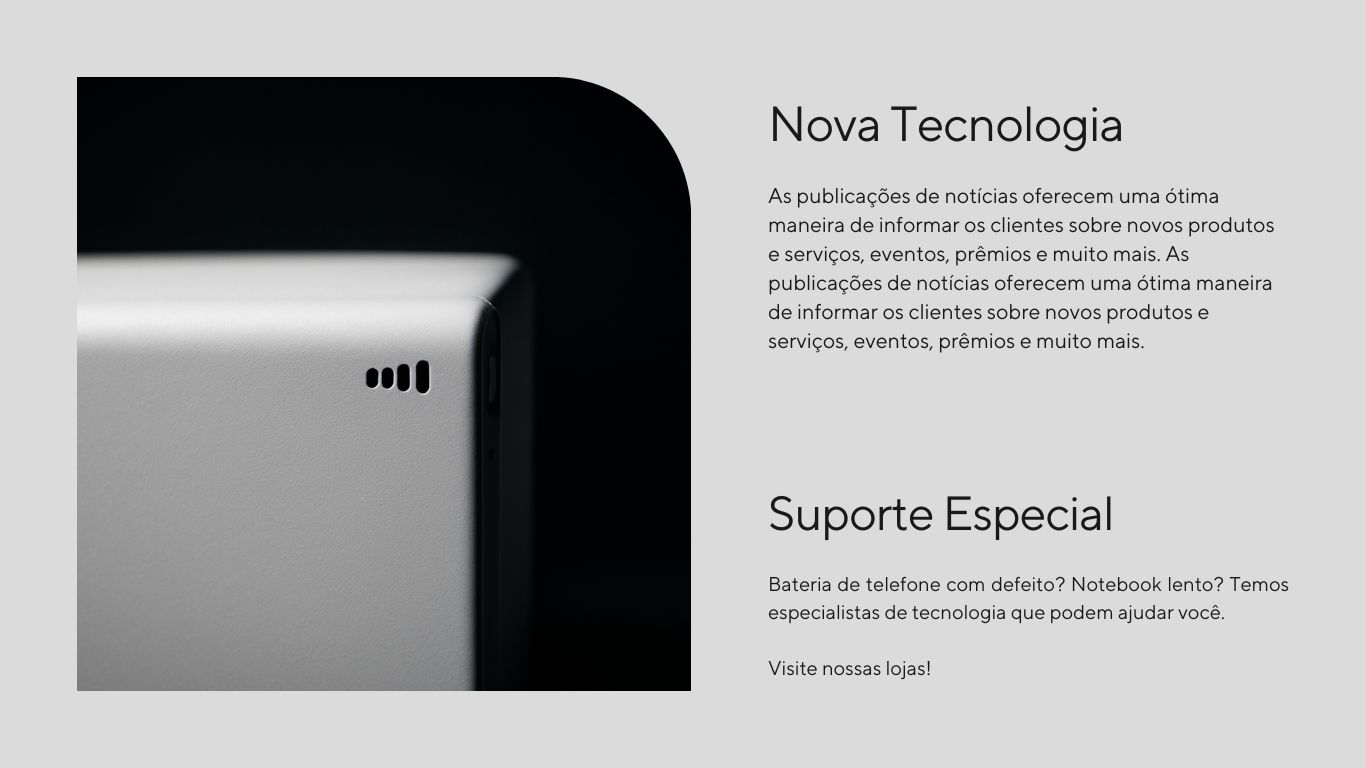 Nova Tecnologia
As publicações de notícias oferecem uma ótima
maneira de informar os clientes sobre novos produtos
e serviços, eventos, prêmios e muito mais. As
publicações de notícias oferecem uma ótima maneira
de informar os clientes sobre novos produtos e
serviços, eventos, prêmios e muito mais.
Suporte Especial
Bateria de telefone com defeito? Notebook lento? Temos
especialistas de tecnologia que podem ajudar você.
Visite nossas lojas!